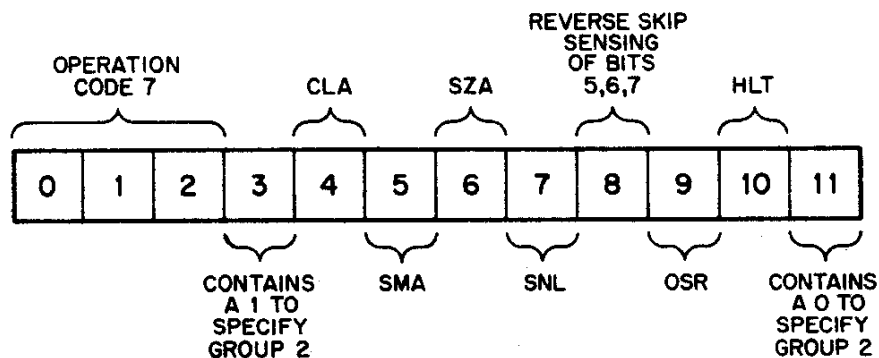 REVERSE SKIP
SENSING
OF BITS
5,6,7
OPERATION
CODE 7
CLA
SZA
HLT
0 1 2 3 4 5 6 7 8 9 10 11
CONTAINS
A 1 TO
SPECIFY
GROUP 2
SMA
SNL
OSR
CONTAINS
A 0 TO
SPECIFY
GROUP 2